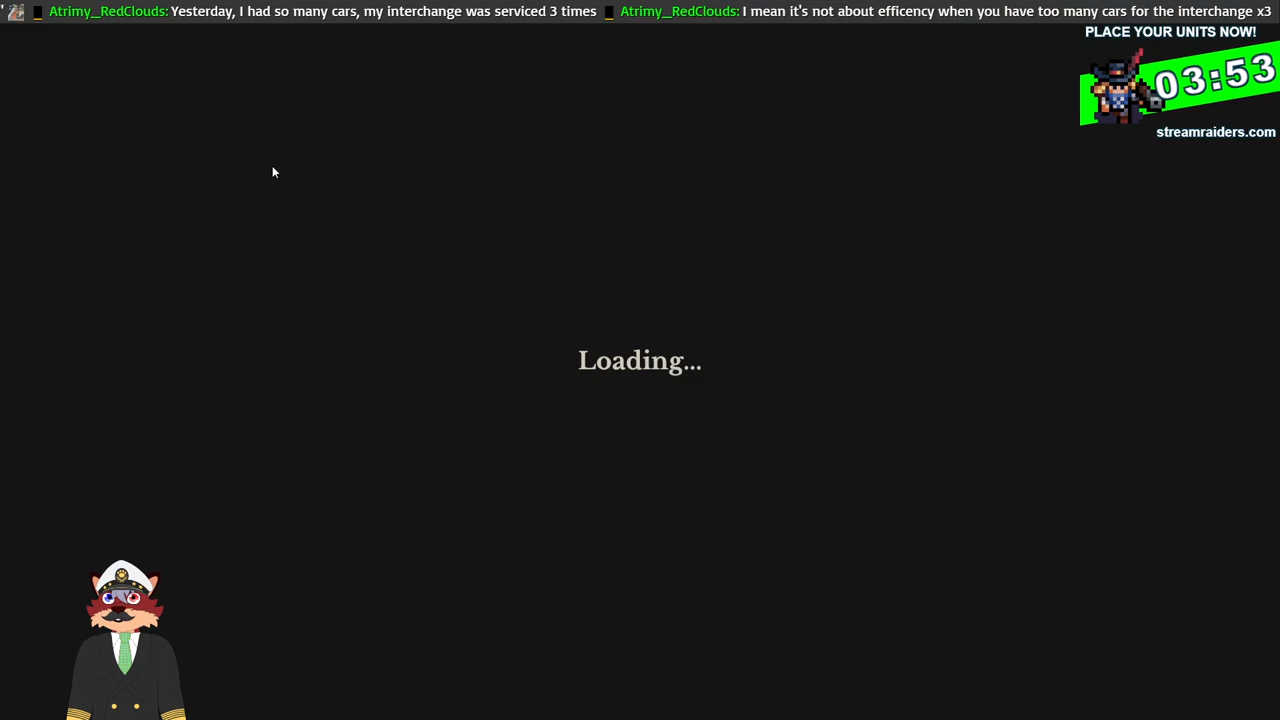 Atrimy_RedClouds: Yesterday, I had so many cars, my interchange was serviced 3 times Atrimy_RedClouds: I mean it's not about efficency when you have too many cars for the interchange x3
PLACE YOUR UNITS NOW!
03:53
streamraiders.com
Loading...